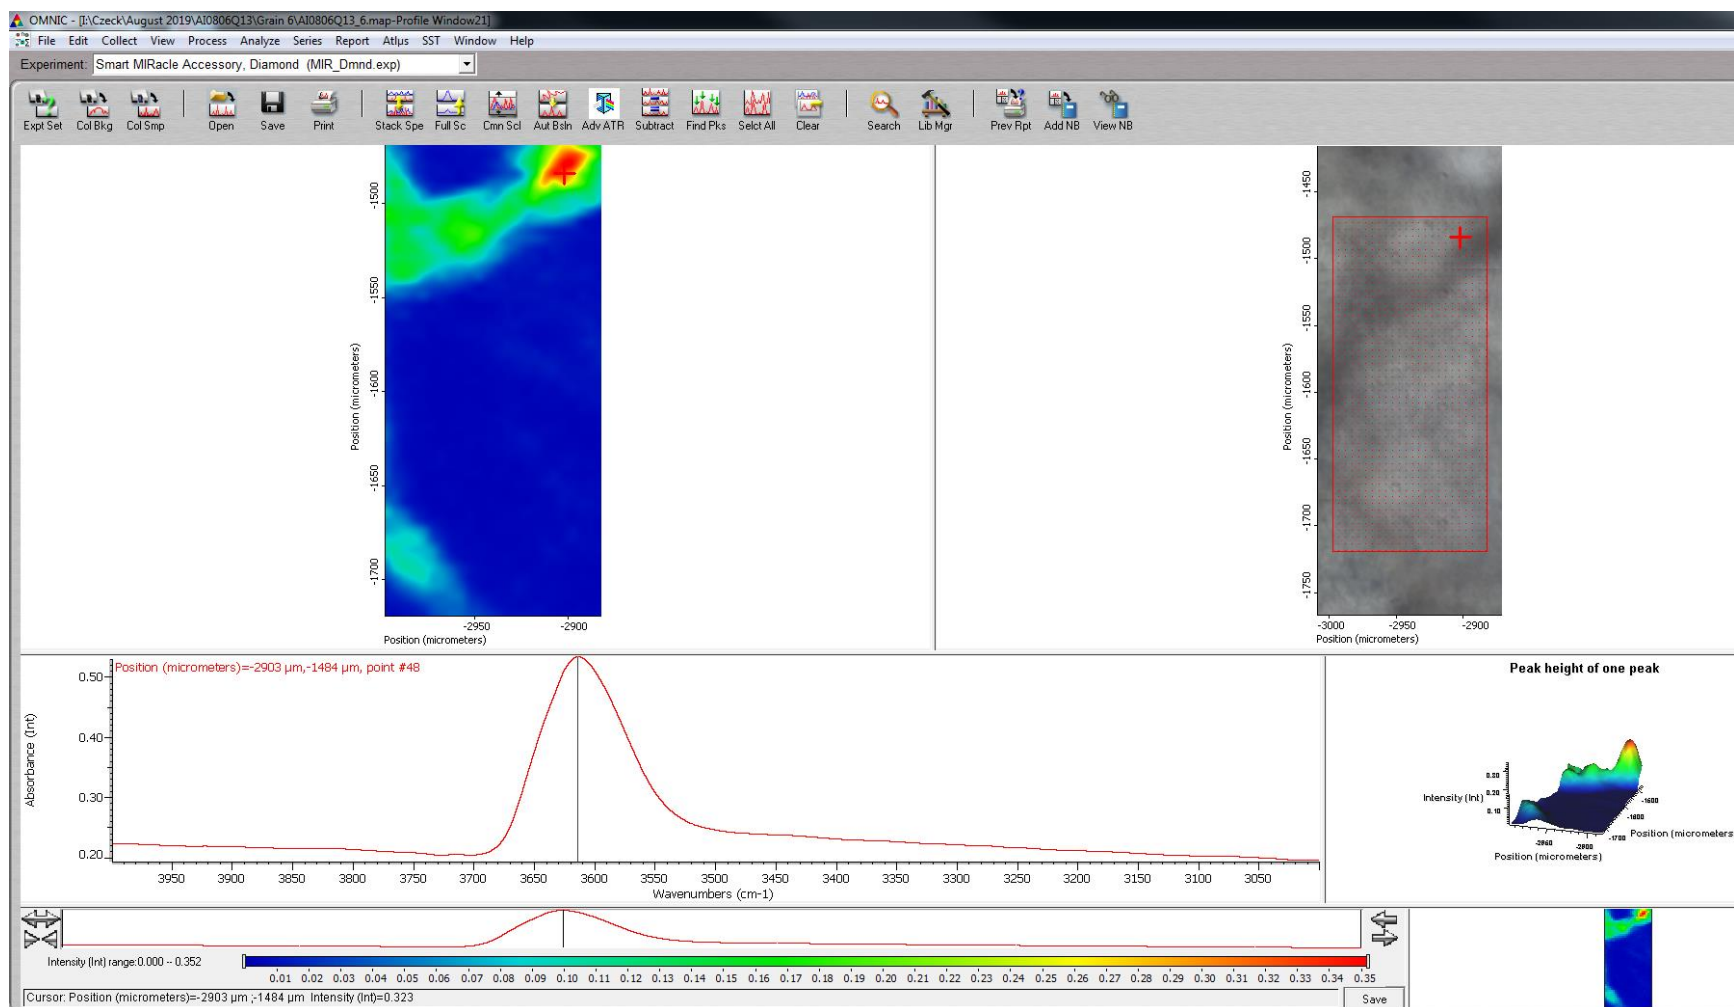 OMNIC - [I:\Czeck\August 2019\AI0806Q13\Grain 6\AI0806Q13_6.map-Profile Window21]
File Edit Collect View Process Analyze Series Report Atlµs SST Window Help
Experiment: Smart MIRacle Accessory, Diamond (MIR_Dmnd.exp)
Expt Set Col Bkg Col Smp Open Save Print Stack Spe Full Sc Cmn Scl Aut Bsln Adv ATR Subtract Find Pks Selct All Clear Search Lib Mgr Prev Rpt Add NB View NB
-1500
-1550
-1600
-1650
-1700
Position (micrometers)
-2950 -2900
Position (micrometers)
-1450
-1500
-1550
-1600
-1650
-1700
-1750
Position (micrometers)
-3000 -2950 -2900
Position (micrometers)
Position (micrometers)=-2903 µm,-1484 µm, point #48
0.50
0.40
0.30
0.20
Absorbance (Int)
3950 3900 3850 3800 3750 3700 3650 3600 3550 3500 3450 3400 3350 3300 3250 3200 3150 3100 3050
Wavenumbers (cm-1)
Peak height of one peak
0.20
0.10
Intensity (Int)
-1700
Position (micrometers
-2900
Position (micrometers)
Intensity (Int) range:0.000 -- 0.352
0.01 0.02 0.03 0.04 0.05 0.06 0.07 0.08 0.09 0.10 0.11 0.12 0.13 0.14 0.15 0.16 0.17 0.18 0.19 0.20 0.21 0.22 0.23 0.24 0.25 0.26 0.27 0.28 0.29 0.30 0.31 0.32 0.33 0.34 0.35
Cursor: Position (micrometers)=-2903 µm ;-1484 µm Intensity (Int)=0.323
Save